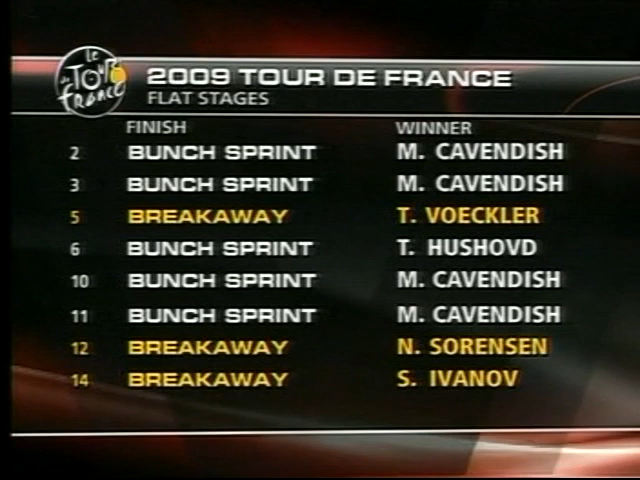 le
TOUR
de
france
2009 TOUR DE FRANCE
FLAT STAGES
FINISH WINNER
2 BUNCH SPRINT M. CAVENDISH
3 BUNCH SPRINT M. CAVENDISH
5 BREAKAWAY T. VOECKLER
6 BUNCH SPRINT T. HUSHOVD
10 BUNCH SPRINT M. CAVENDISH
11 BUNCH SPRINT M. CAVENDISH
12 BREAKAWAY N. SORENSEN
14 BREAKAWAY S. IVANOV